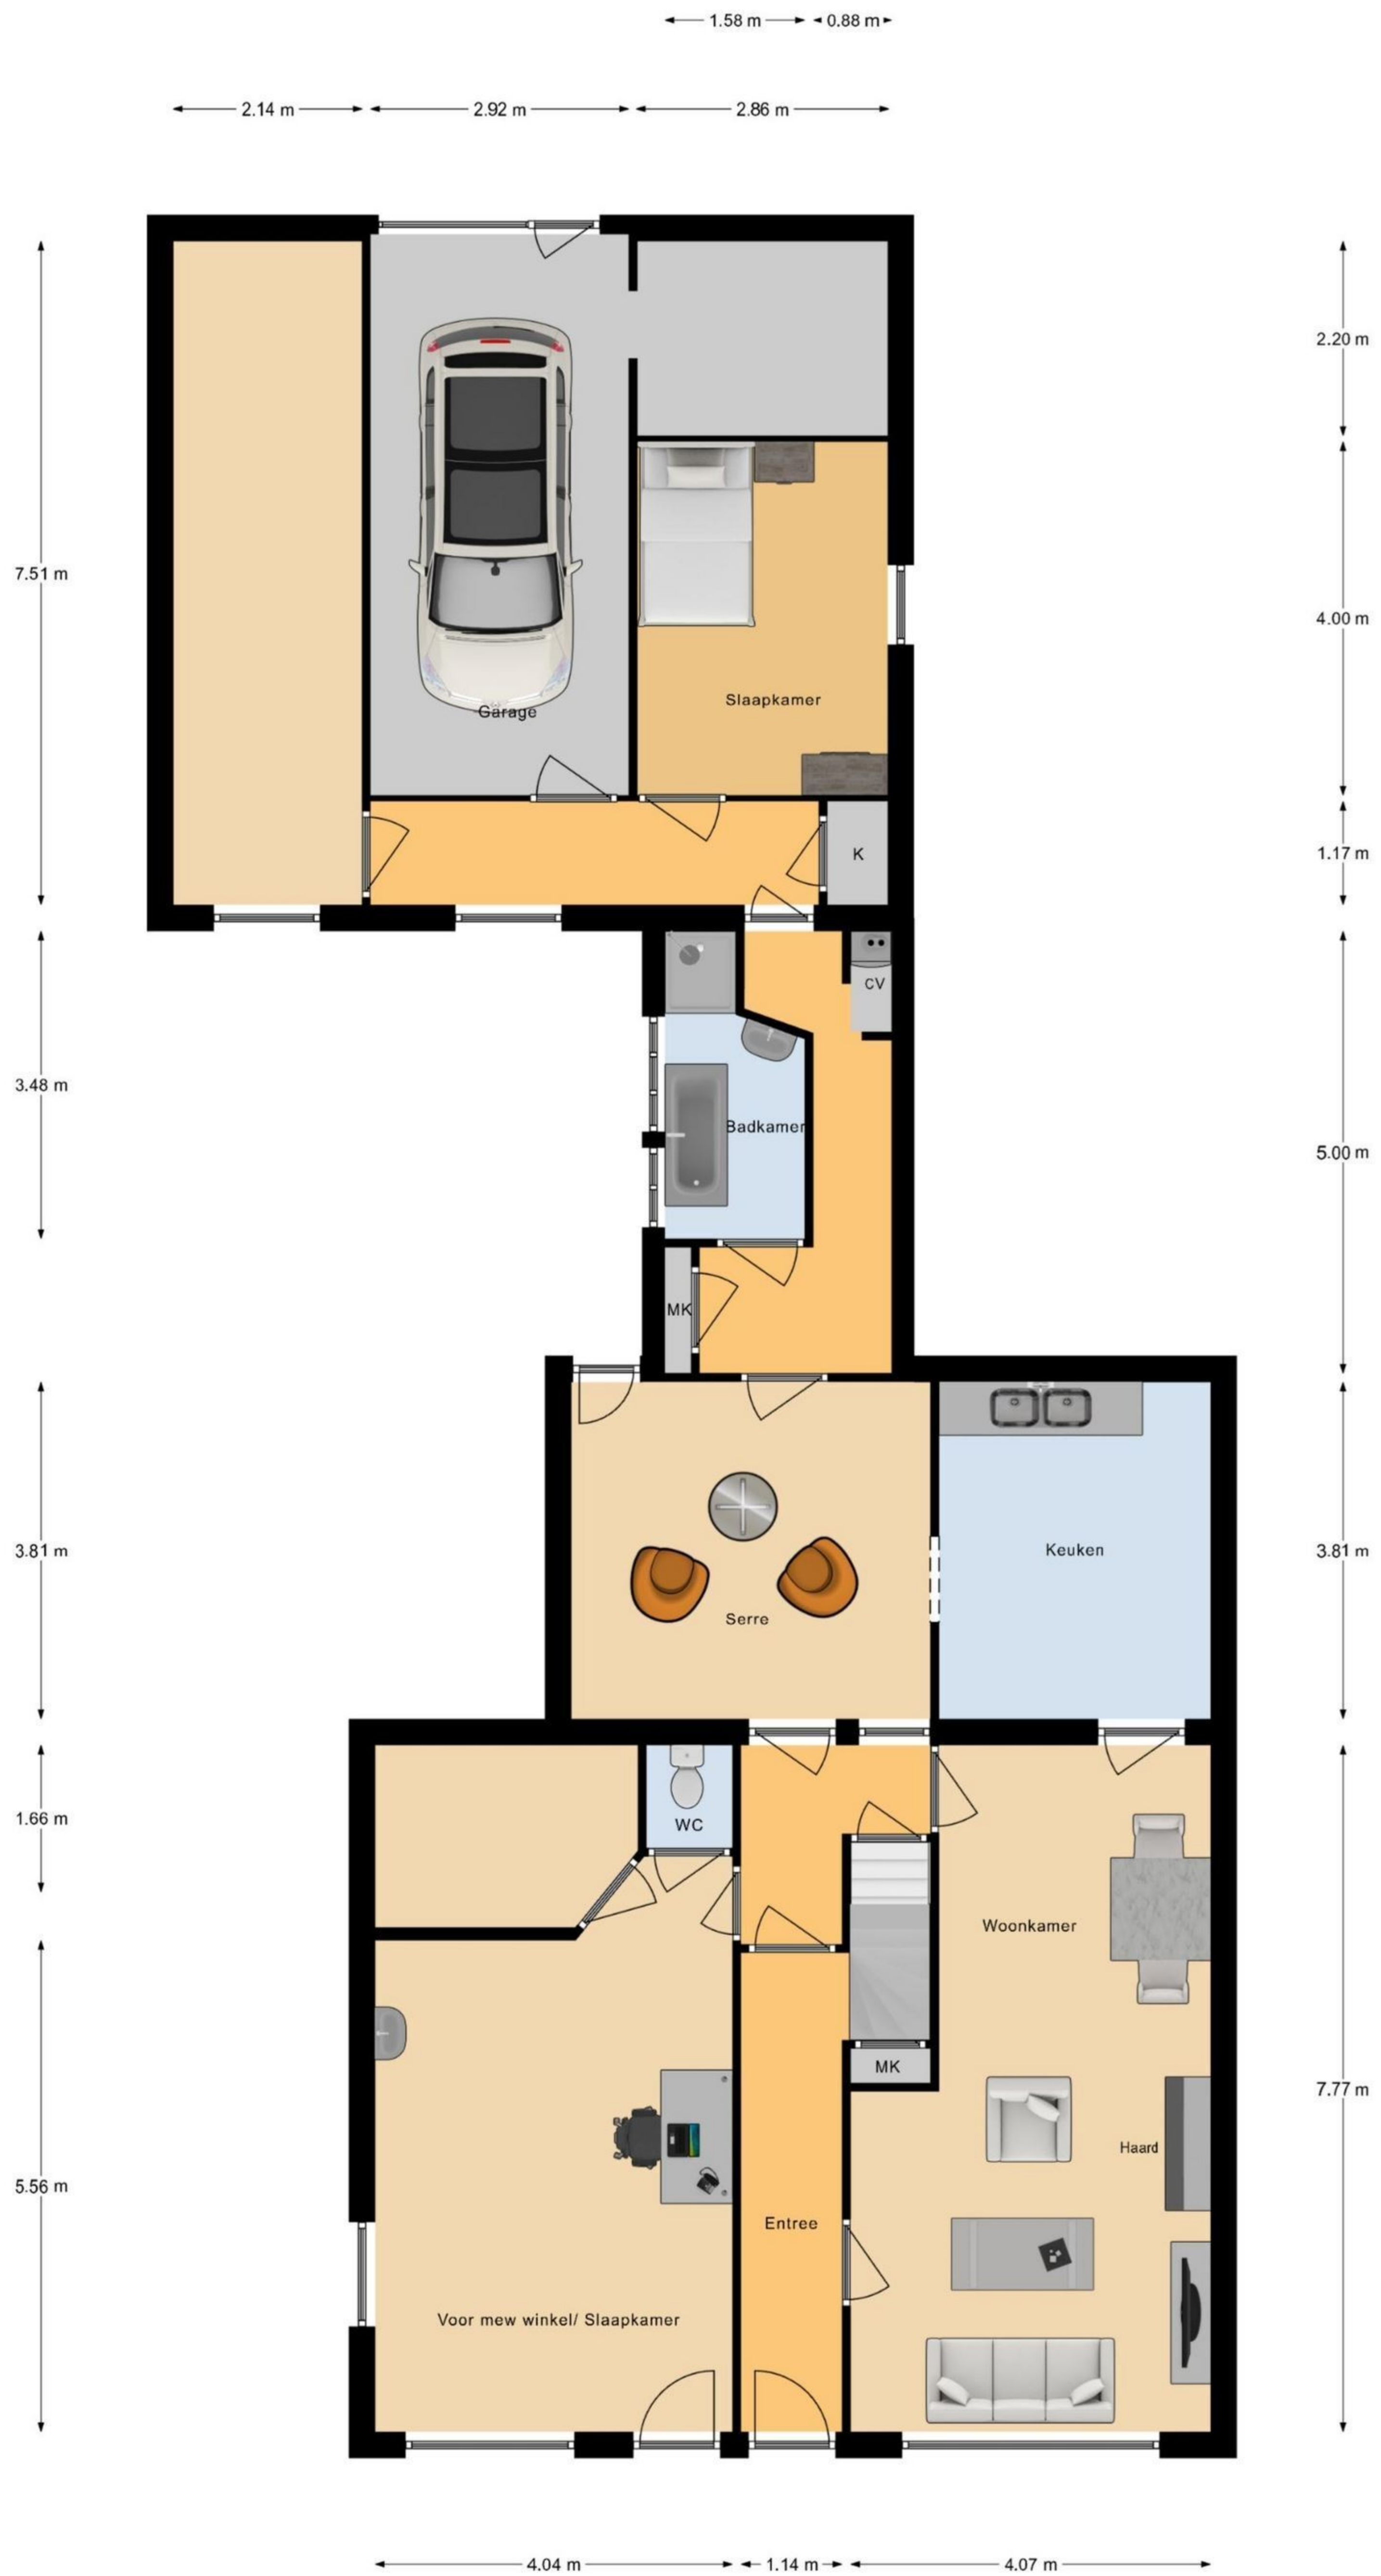 1.58 m
0.88 m
2.14 m
2.92 m
2.86 m
2.20 m
7.51 m
4.00 m
Slaapkamer
Garage
K
1.17 m
CV
3.48 m
Badkamer
5.00 m
MK
3.81 m
Keuken
3.81 m
Serre
1.66 m
WC
Woonkamer
MK
7.77 m
Haard
5.56 m
Entree
Voor mew winkel/ Slaapkamer
4.04 m
1.14 m
4.07 m